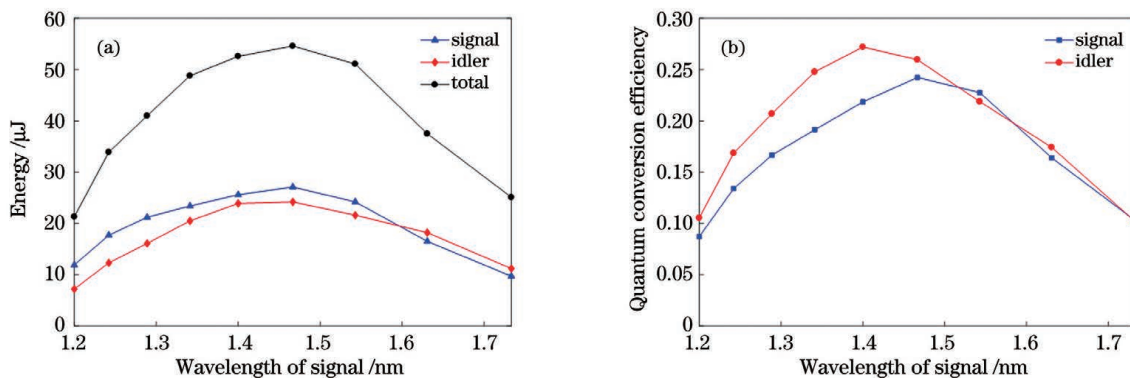 60
50
40
30
20
10
0
(a)
signal
idler
total
Energy /μJ
1.2 1.3 1.4 1.5 1.6 1.7
Wavelength of signal /nm
0.30
0.25
0.20
0.15
0.10
0.05
0
(b)
signal
idler
Quantum conversion efficiency
1.2 1.3 1.4 1.5 1.6 1.7
Wavelength of signal /nm